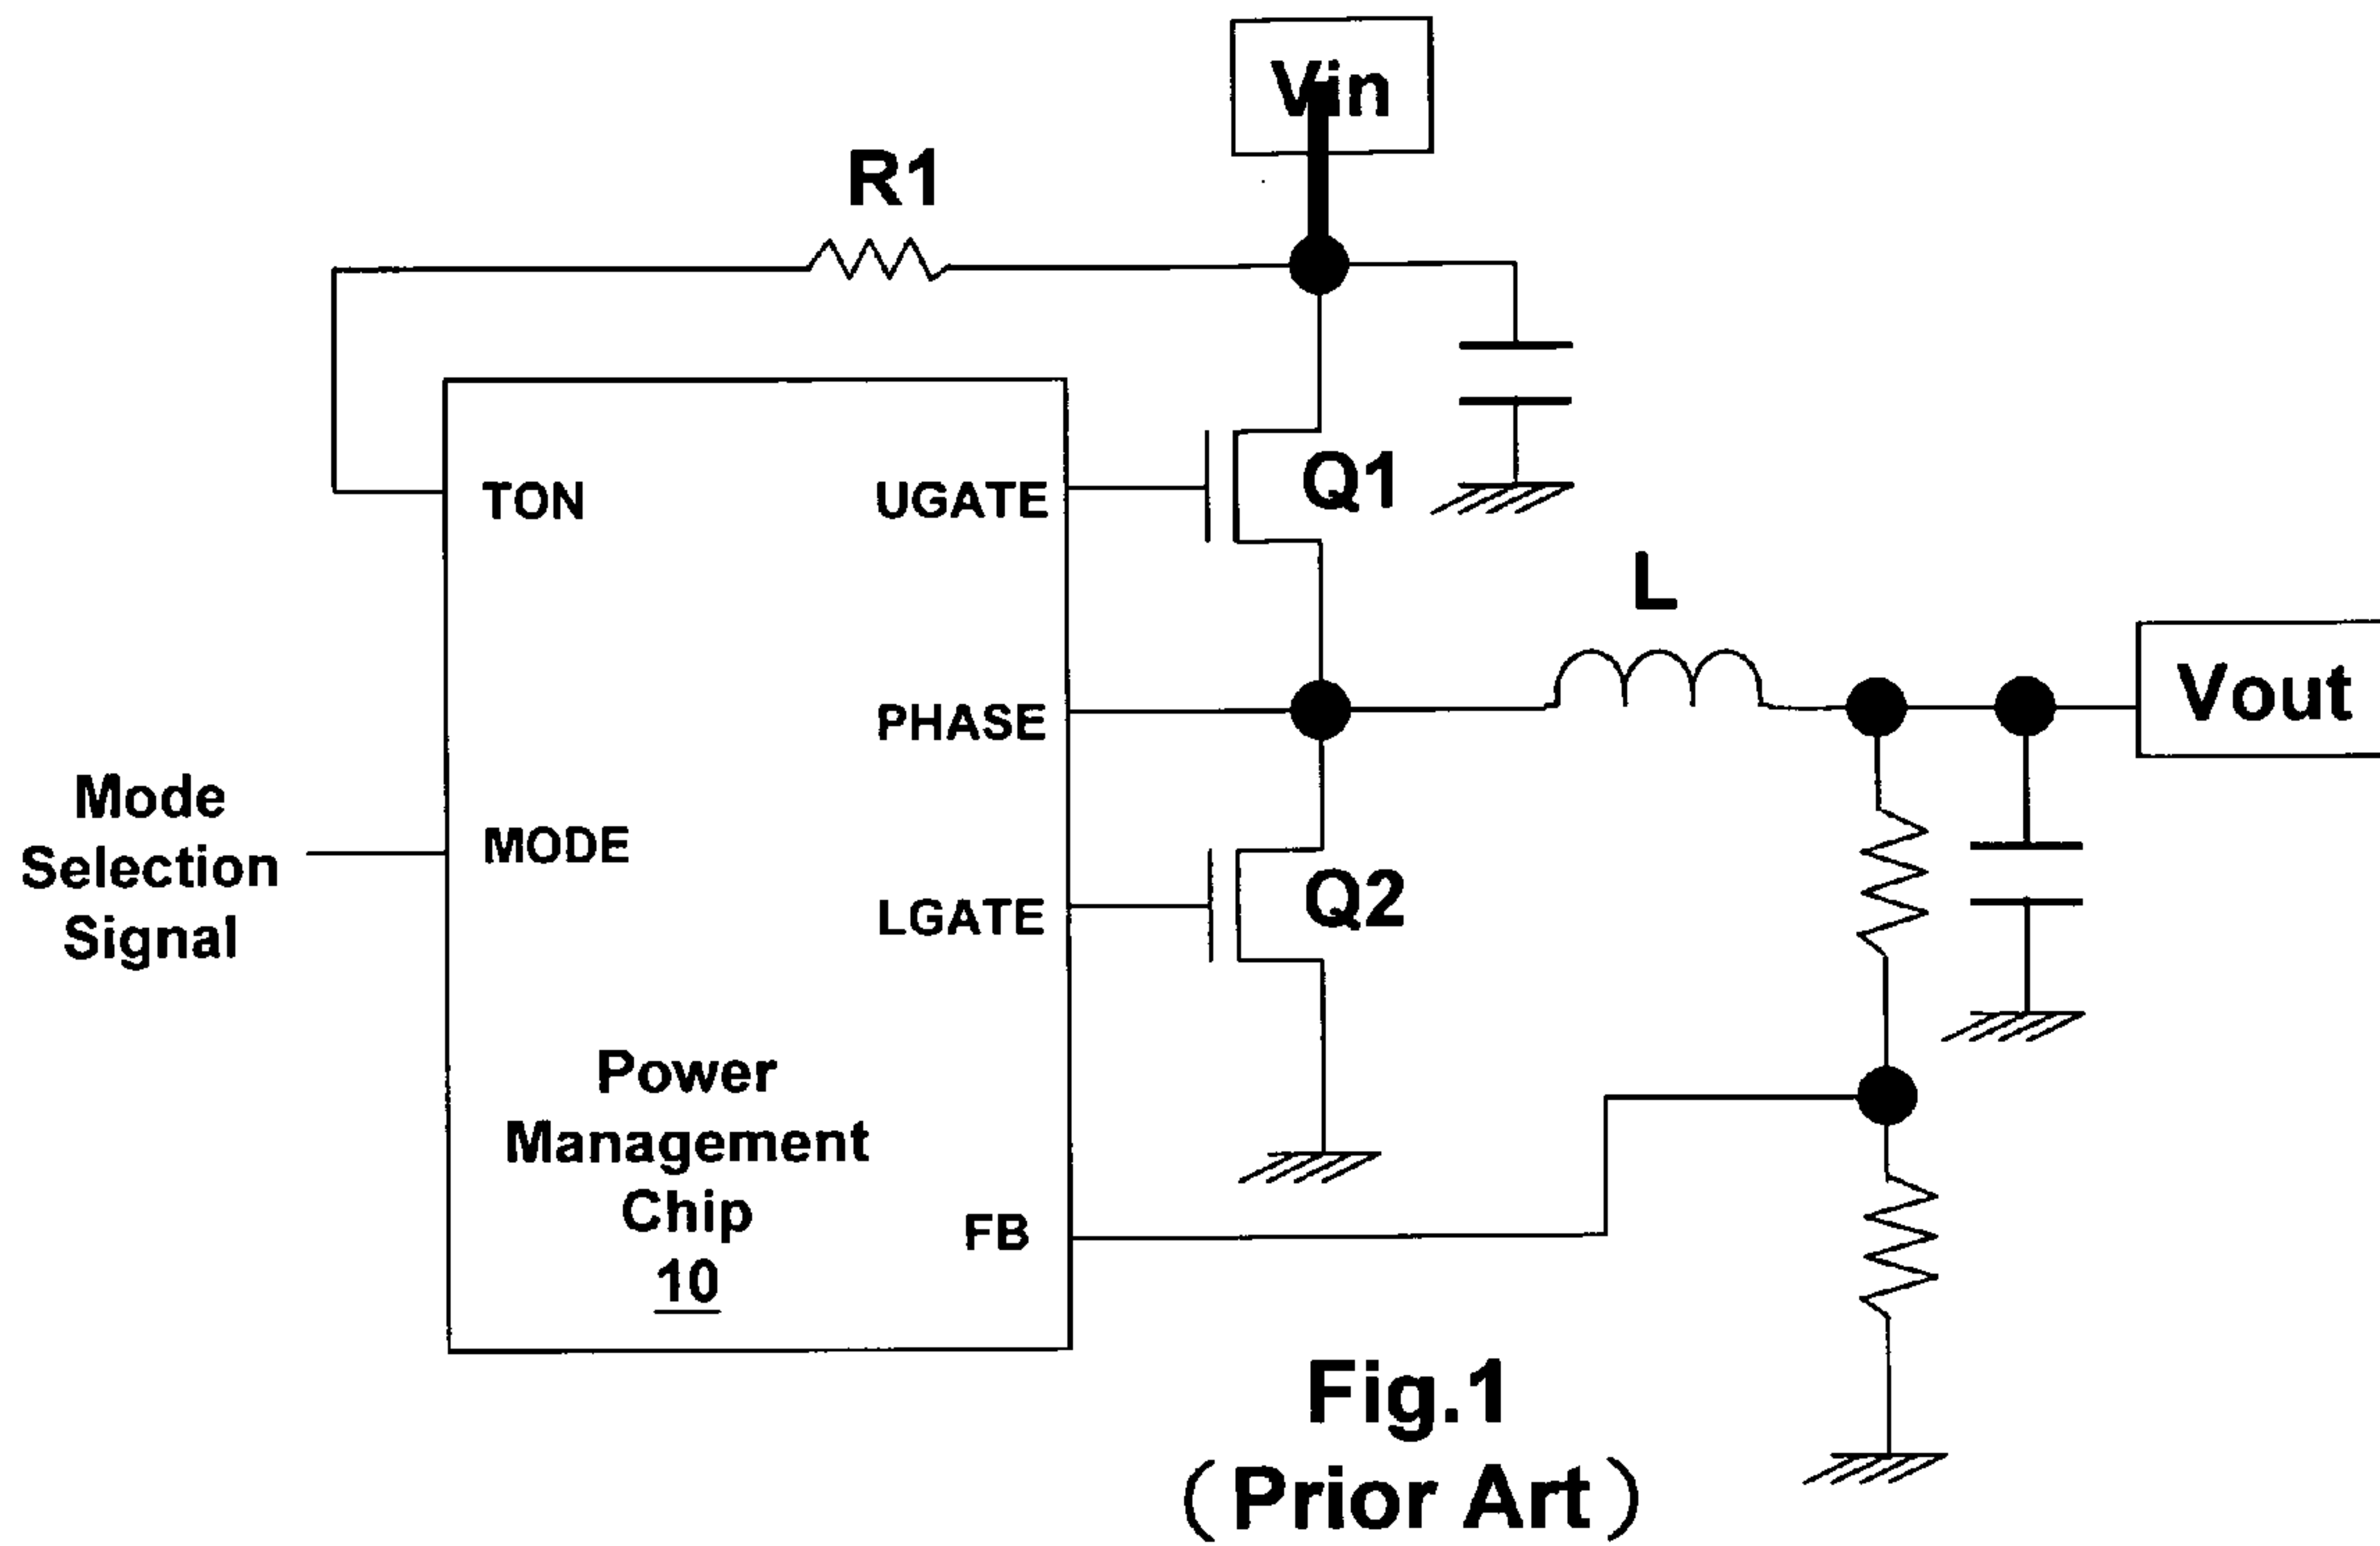 Vin
R1
TON
UGATE
Q1
L
PHASE
Vout
Mode
Selection
Signal
MODE
LGATE
Q2
Power
Management
Chip
10
FB
Fig.1
(Prior Art)